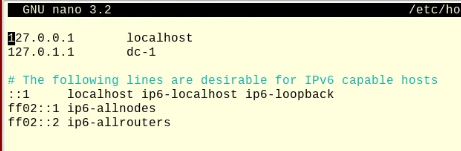 GNU nano 3.2 /etc/ho
127.0.0.1 localhost
127.0.1.1 dc-1
# The following lines are desirable for IPv6 capable hosts
::1 localhost ip6-localhost ip6-loopback
ff02::1 ip6-allnodes
ff02::2 ip6-allrouters